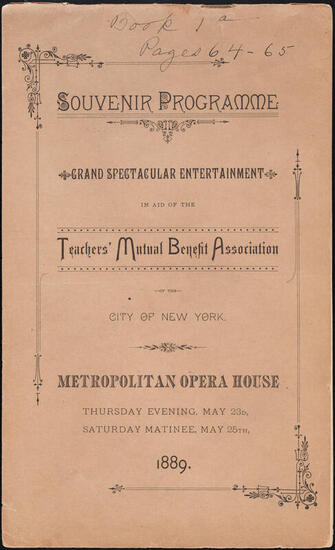 Book 1a
Pages 64-65
SOUVENIR PROGRAMME
GRAND SPECTACULAR ENTERTAINMENT
IN AID OF THE
Teachers' Mutual Benefit Association
OF THE
CITY OF NEW YORK.
METROPOLITAN OPERA HOUSE
THURSDAY EVENING, MAY 23D,
SATURDAY MATINEE, MAY 25TH,
1889.